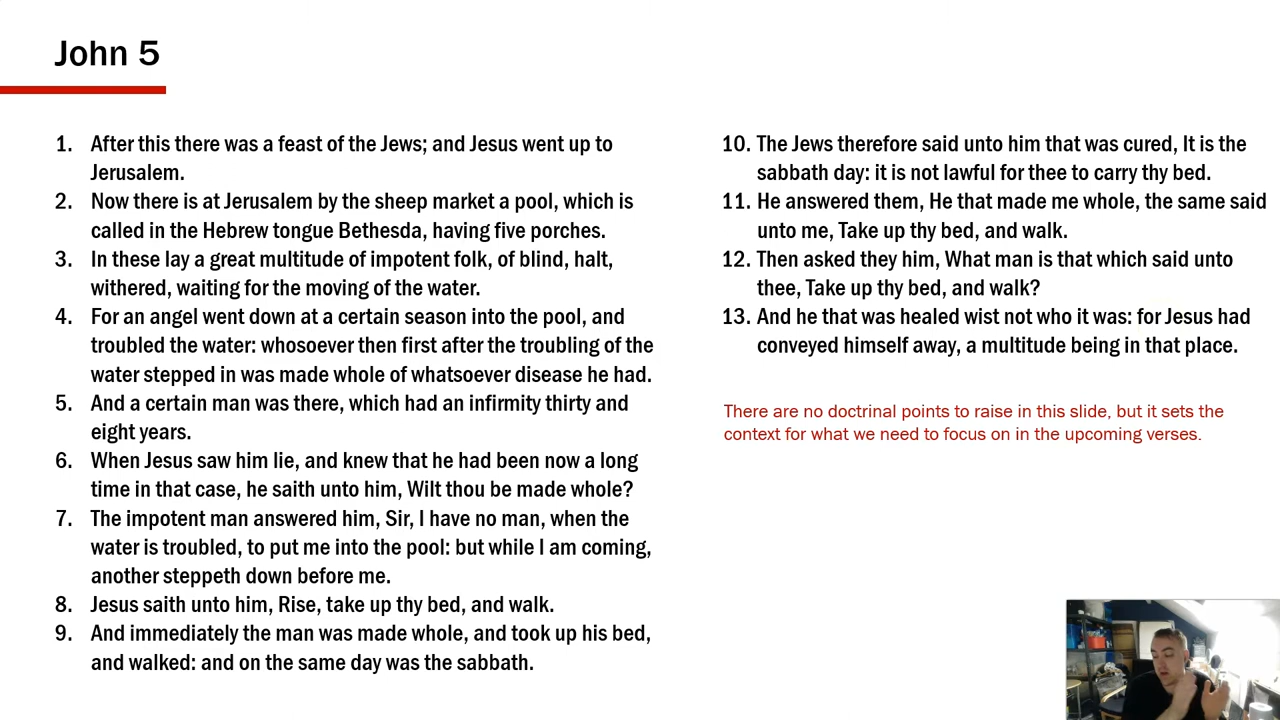 John 5
1. After this there was a feast of the Jews; and Jesus went up to
Jerusalem.
2. Now there is at Jerusalem by the sheep market a pool, which is
called in the Hebrew tongue Bethesda, having five porches.
3. In these lay a great multitude of impotent folk, of blind, halt,
withered, waiting for the moving of the water.
4. For an angel went down at a certain season into the pool, and
troubled the water: whosoever then first after the troubling of the
water stepped in was made whole of whatsoever disease he had.
5. And a certain man was there, which had an infirmity thirty and
eight years.
6. When Jesus saw him lie, and knew that he had been now a long
time in that case, he saith unto him, Wilt thou be made whole?
7. The impotent man answered him, Sir, I have no man, when the
water is troubled, to put me into the pool: but while I am coming,
another steppeth down before me.
8. Jesus saith unto him, Rise, take up thy bed, and walk.
9. And immediately the man was made whole, and took up his bed,
and walked: and on the same day was the sabbath.
10. The Jews therefore said unto him that was cured, It is the
sabbath day: it is not lawful for thee to carry thy bed.
11. He answered them, He that made me whole, the same said
unto me, Take up thy bed, and walk.
12. Then asked they him, What man is that which said unto
thee, Take up thy bed, and walk?
13. And he that was healed wist not who it was: for Jesus had
conveyed himself away, a multitude being in that place.
There are no doctrinal points to raise in this slide, but it sets the
context for what we need to focus on in the upcoming verses.